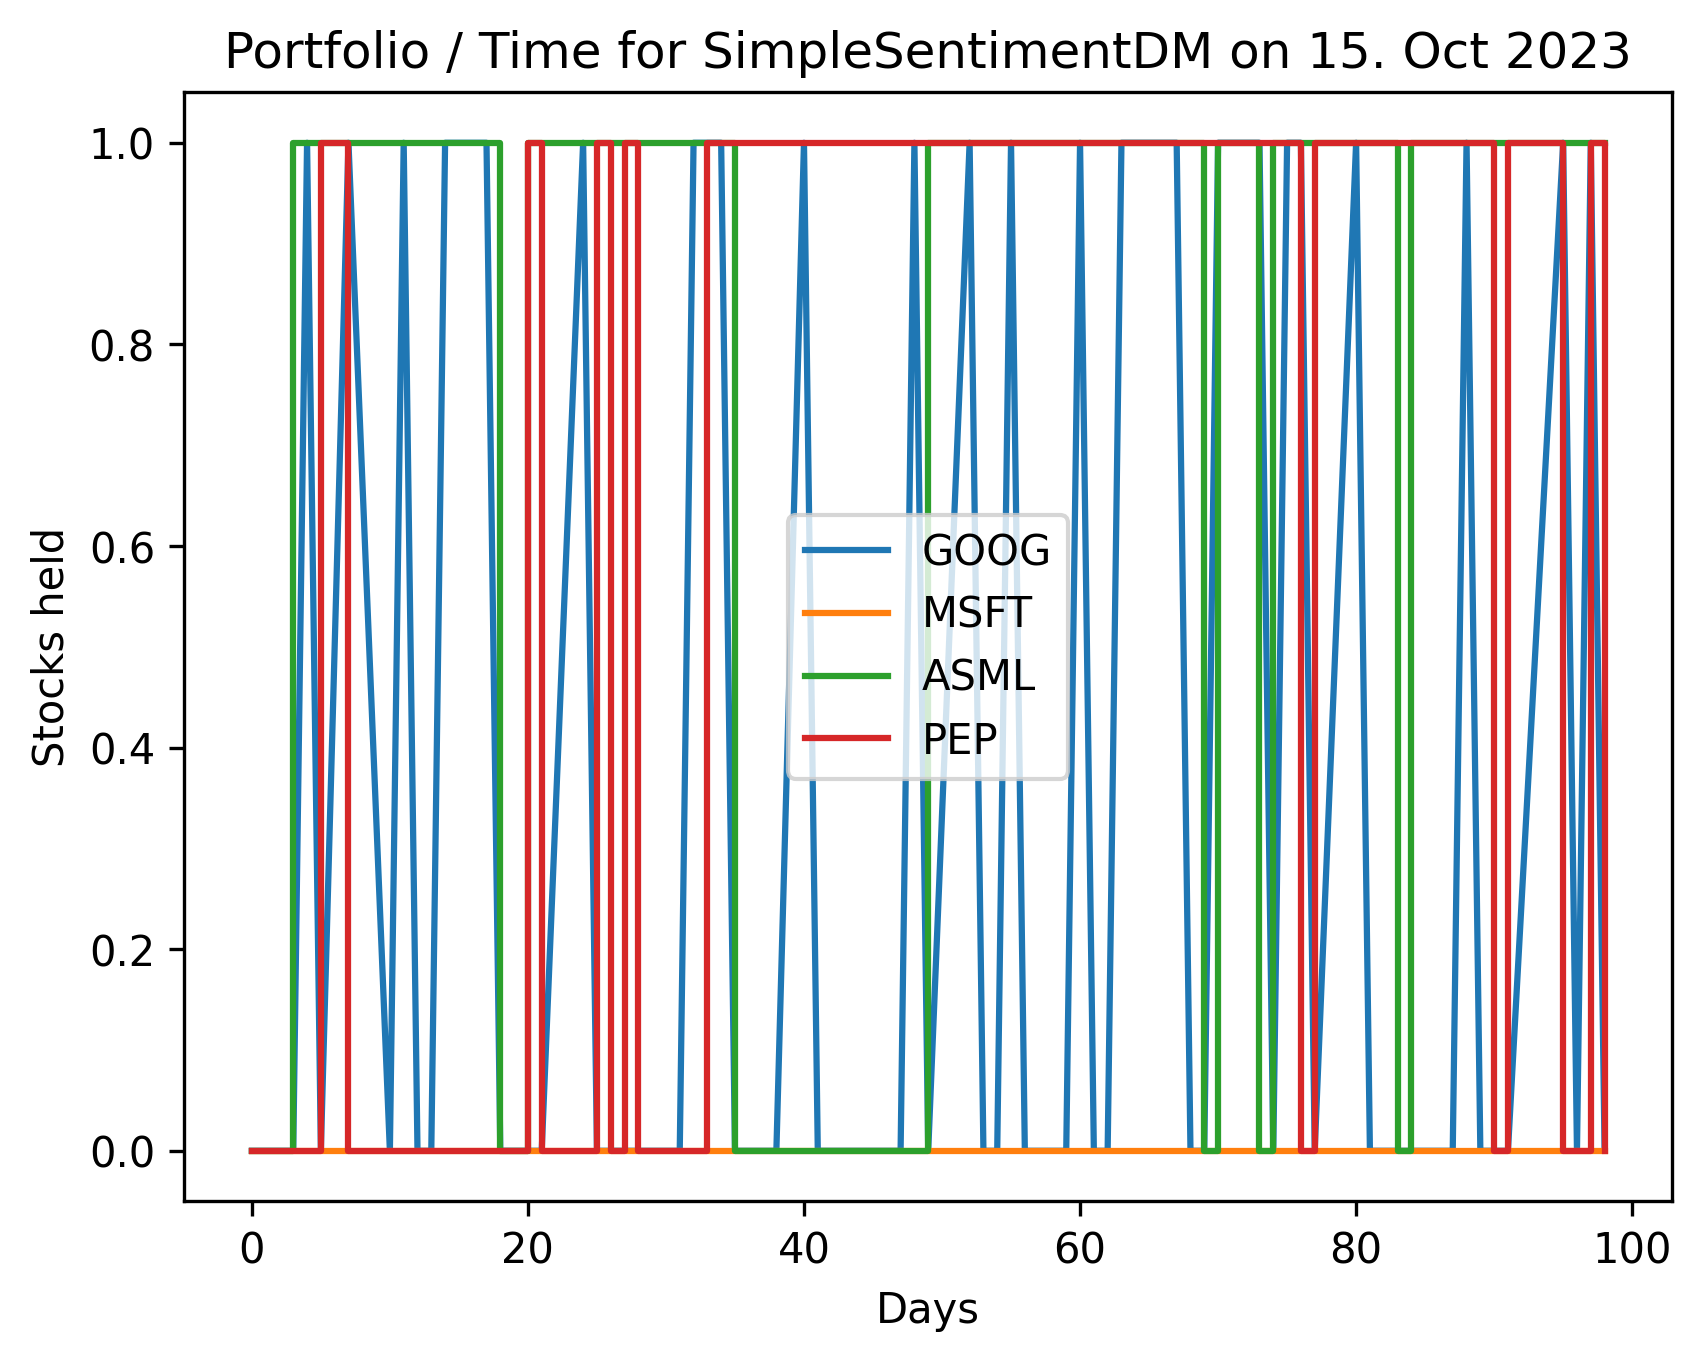 Portfolio / Time for SimpleSentimentDM on 15. Oct 2023
Stocks held
1.0
0.8
0.6
0.4
0.2
0.0
GOOG
MSFT
ASML
PEP
0 20 40 60 80 100
Days